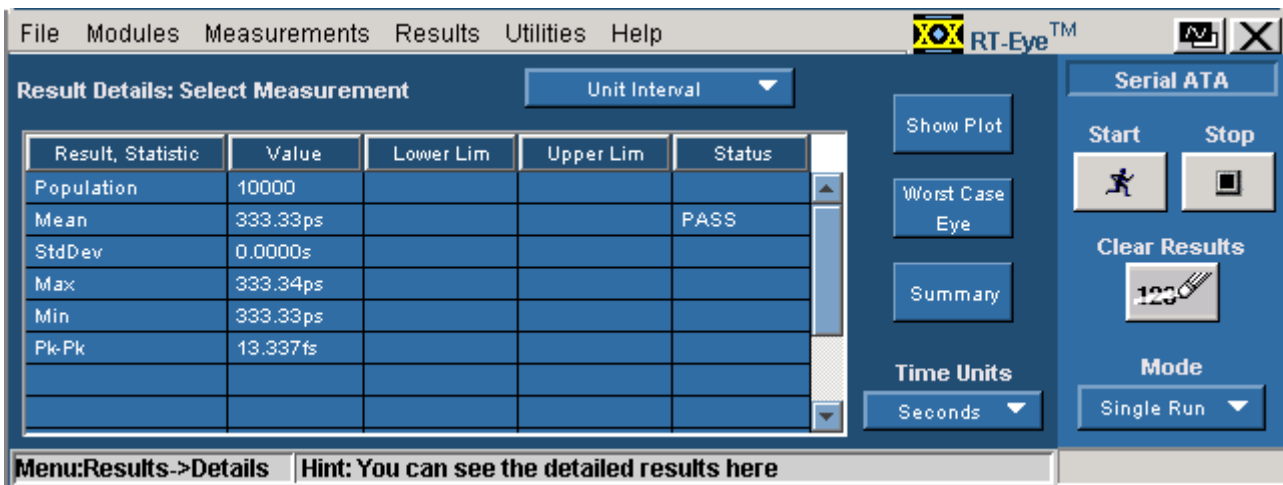 File Modules Measurements Results Utilities Help RT-Eye™
Result Details: Select Measurement Unit Interval
Serial ATA
Result, Statistic Value Lower Lim Upper Lim Status
Population 10000
Mean 333.33ps PASS
StdDev 0.0000s
Max 333.34ps
Min 333.33ps
Pk-Pk 13.337fs
Show Plot
Worst Case
Eye
Summary
Time Units
Seconds
Start Stop
Clear Results
123
Mode
Single Run
Menu:Results->Details Hint: You can see the detailed results here